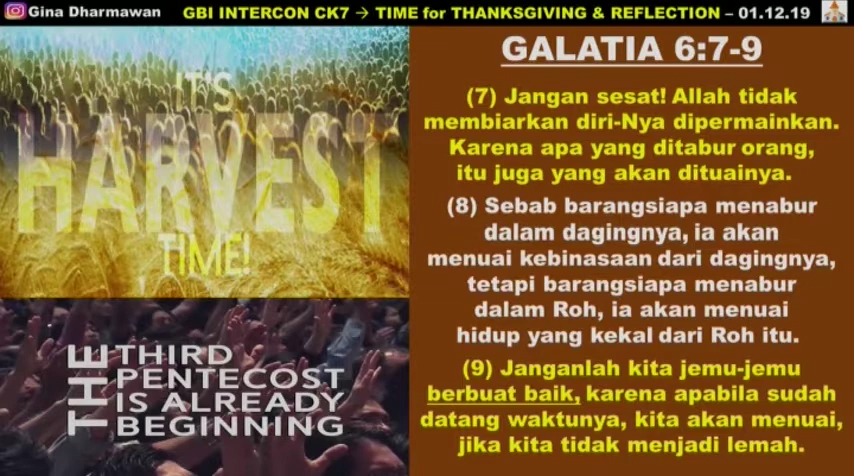 Gina Dharmawan
GBI INTERCON CK7 → TIME for THANKSGIVING & REFLECTION – 01.12.19
IT'S
HARVEST
TIME!
THE THIRD
PENTECOST
IS ALREADY
BEGINNING
GALATIA 6:7-9
(7) Jangan sesat! Allah tidak
membiarkan diri-Nya dipermainkan.
Karena apa yang ditabur orang,
itu juga yang akan dituainya.
(8) Sebab barangsiapa menabur
dalam dagingnya, ia akan
menuai kebinasaan dari dagingnya,
tetapi barangsiapa menabur
dalam Roh, ia akan menuai
hidup yang kekal dari Roh itu.
(9) Janganlah kita jemu-jemu
berbuat baik, karena apabila sudah
datang waktunya, kita akan menuai,
jika kita tidak menjadi lemah.